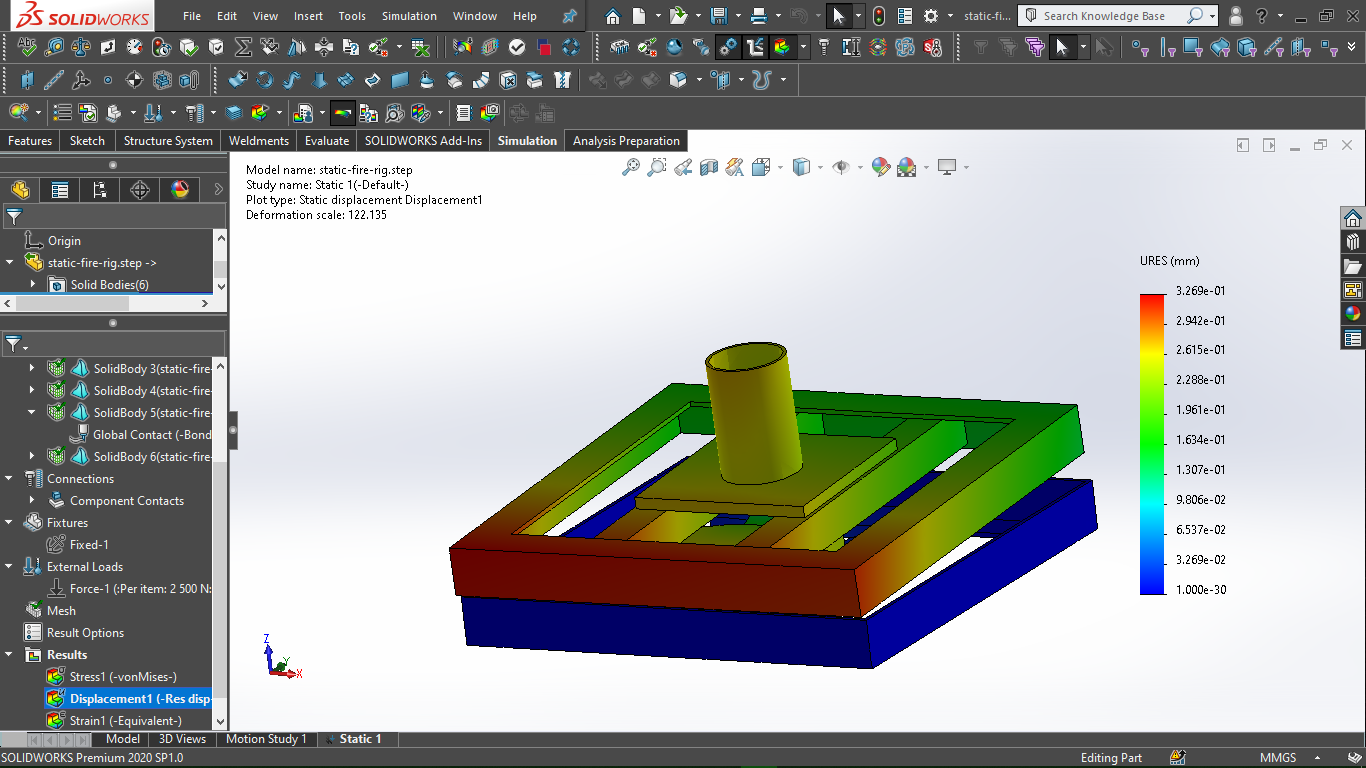 SOLIDWORKS
File Edit View Insert Tools Simulation Window Help
static-fi...
Search Knowledge Base
Features Sketch Structure System Weldments Evaluate SOLIDWORKS Add-Ins Simulation Analysis Preparation
Origin
static-fire-rig.step ->
Solid Bodies(6)
SolidBody 3(static-fire-
SolidBody 4(static-fire-
SolidBody 5(static-fire-
Global Contact (-Bond
SolidBody 6(static-fire-
Connections
Component Contacts
Fixtures
Fixed-1
External Loads
Force-1 (:Per item: 2 500 N:
Mesh
Result Options
Results
Stress1 (-vonMises-)
Displacement1 (-Res disp
Strain1 (-Equivalent-)
Model name: static-fire-rig.step
Study name: Static 1(-Default-)
Plot type: Static displacement Displacement1
Deformation scale: 122.135
URES (mm)
3.269e-01
2.942e-01
2.615e-01
2.288e-01
1.961e-01
1.634e-01
1.307e-01
9.806e-02
6.537e-02
3.269e-02
1.000e-30
Z
Y
X
Model 3D Views Motion Study 1 Static 1
SOLIDWORKS Premium 2020 SP1.0
Editing Part
MMGS